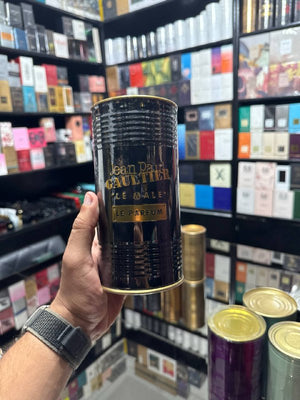 Jean Paul
GAULTIER
"LE MALE"
LE PARFUM